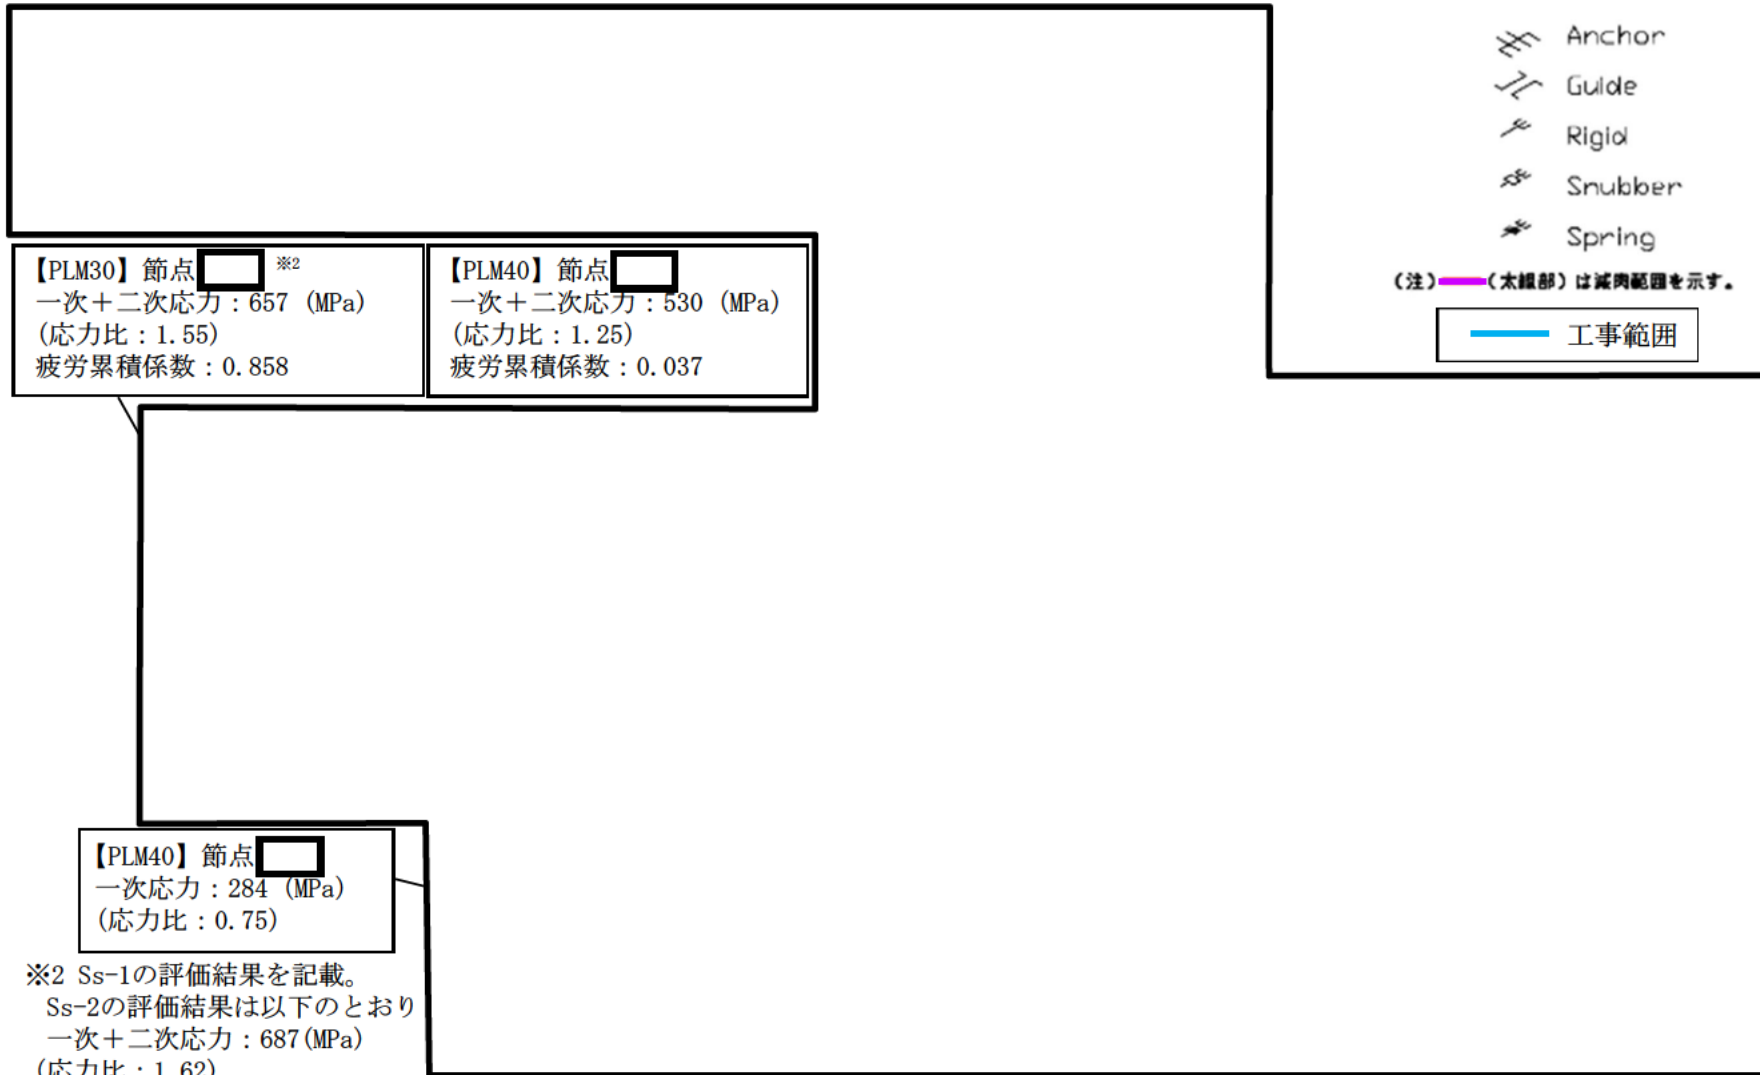 Anchor
Guide
Rigid
Snubber
Spring
(注)━━(太線部)は減肉範囲を示す。
工事範囲
【PLM30】節点 ※2
一次+二次応力:657 (MPa)
(応力比:1.55)
疲労累積係数:0.858
【PLM40】節点
一次+二次応力:530 (MPa)
(応力比:1.25)
疲労累積係数:0.037
【PLM40】節点
一次応力:284 (MPa)
(応力比:0.75)
※2 Ss-1の評価結果を記載。
Ss-2の評価結果は以下のとおり
一次+二次応力:687(MPa)
(応力比:1.62)